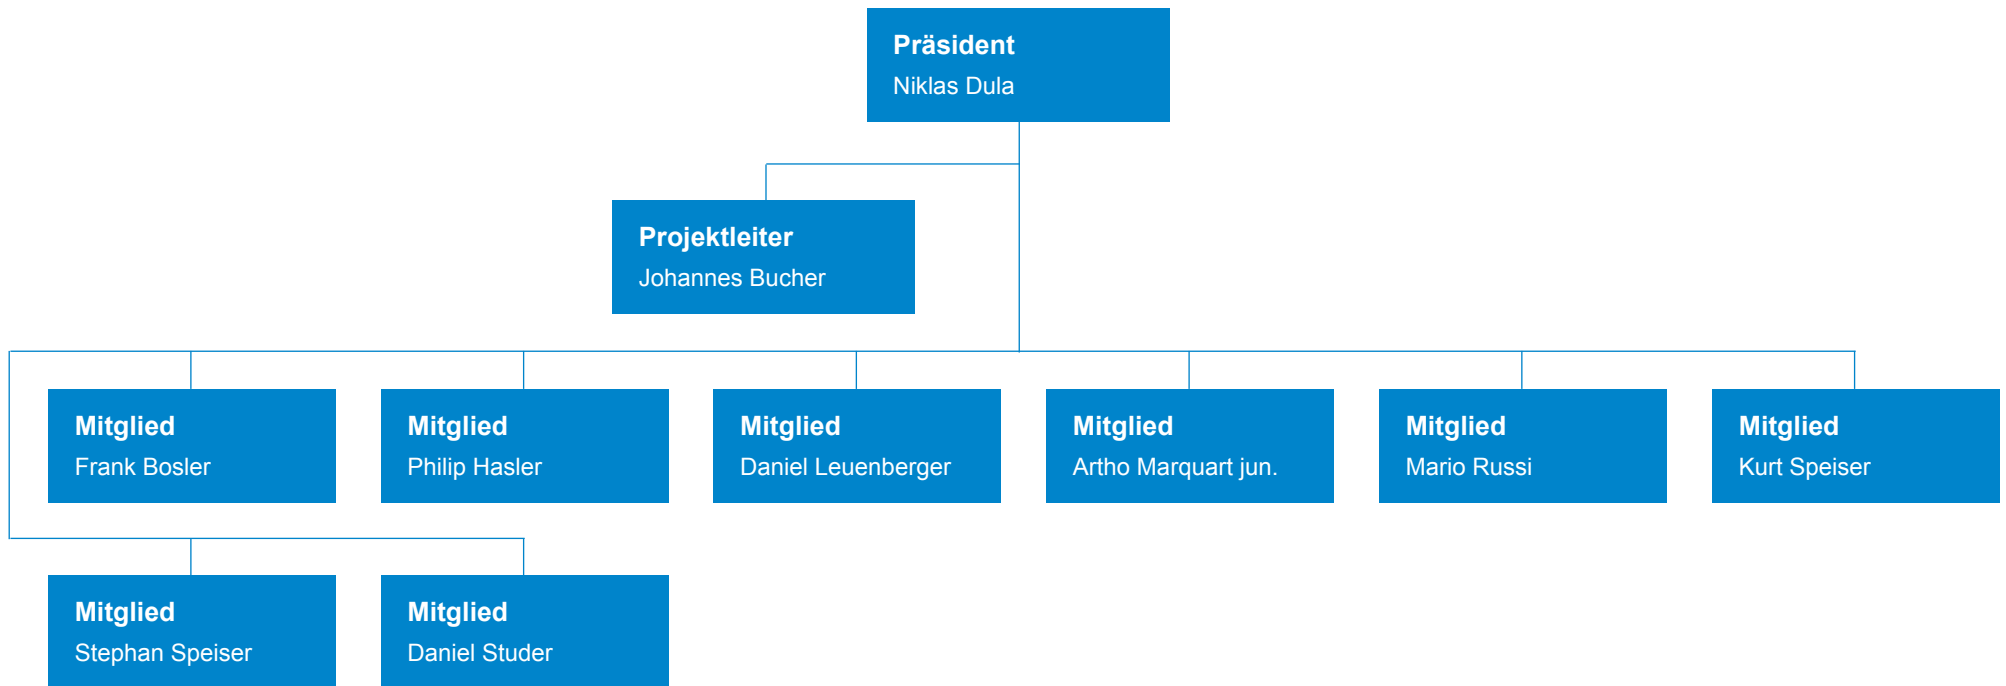 Präsident
Niklas Dula
Projektleiter
Johannes Bucher
Mitglied
Frank Bosler
Mitglied
Philip Hasler
Mitglied
Daniel Leuenberger
Mitglied
Artho Marquart jun.
Mitglied
Mario Russi
Mitglied
Kurt Speiser
Mitglied
Stephan Speiser
Mitglied
Daniel Studer